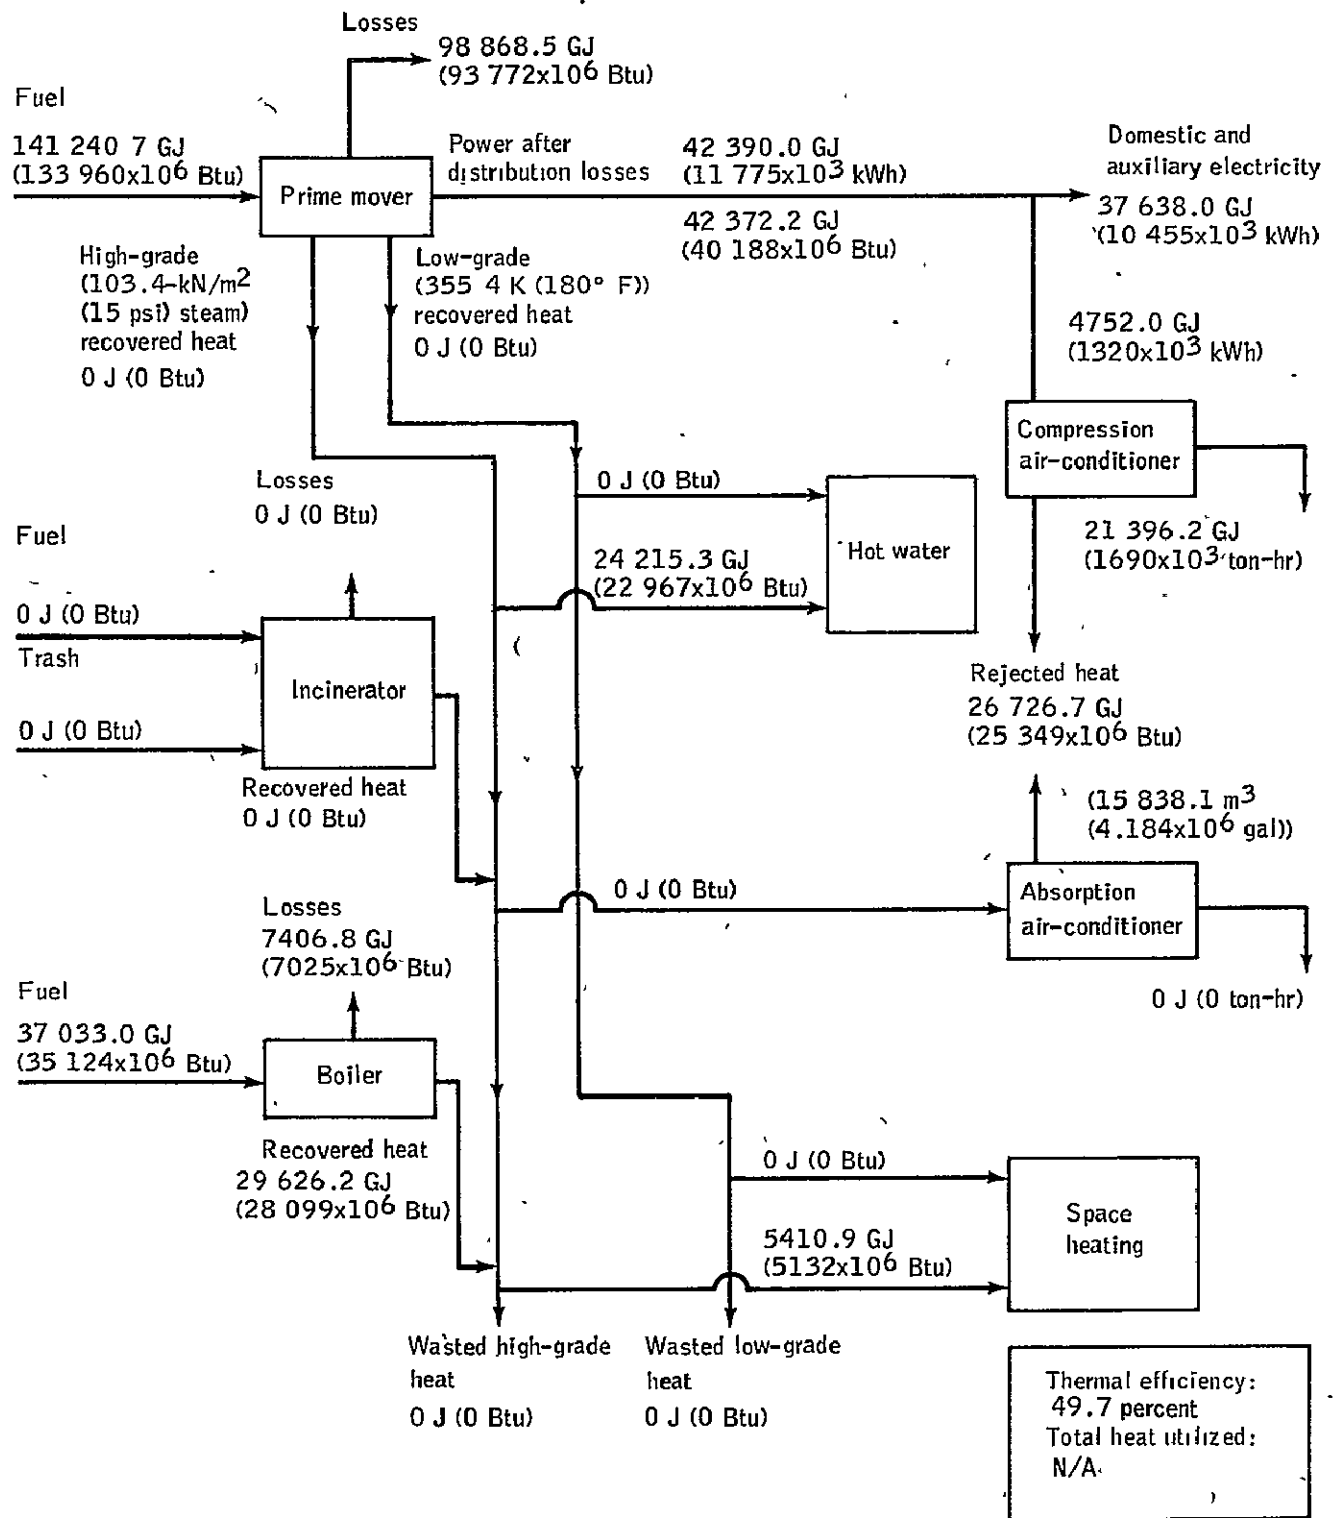 Losses
98 868.5 GJ
(93 772x10⁶ Btu)
Fuel
141 240 7 GJ
(133 960x10⁶ Btu)
Prime mover
Power after
distribution losses
42 390.0 GJ
(11 775x10³ kWh)
42 372.2 GJ
(40 188x10⁶ Btu)
Domestic and
auxiliary electricity
37 638.0 GJ
(10 455x10³ kWh)
High-grade
(103.4-kN/m²
(15 psi) steam)
recovered heat
0 J (0 Btu)
Low-grade
(355 4 K (180° F))
recovered heat
0 J (0 Btu)
4752.0 GJ
(1320x10³ kWh)
Compression
air-conditioner
21 396.2 GJ
(1690x10³ ton-hr)
Losses
0 J (0 Btu)
0 J (0 Btu)
24 215.3 GJ
(22 967x10⁶ Btu)
Hot water
Fuel
0 J (0 Btu)
Trash
0 J (0 Btu)
Incinerator
Recovered heat
0 J (0 Btu)
Rejected heat
26 726.7 GJ
(25 349x10⁶ Btu)
(15 838.1 m³
(4.184x10⁶ gal))
0 J (0 Btu)
Absorption
air-conditioner
0 J (0 ton-hr)
Losses
7406.8 GJ
(7025x10⁶ Btu)
Fuel
37 033.0 GJ
(35 124x10⁶ Btu)
Boiler
Recovered heat
29 626.2 GJ
(28 099x10⁶ Btu)
0 J (0 Btu)
5410.9 GJ
(5132x10⁶ Btu)
Space
heating
Wasted high-grade
heat
0 J (0 Btu)
Wasted low-grade
heat
0 J (0 Btu)
Thermal efficiency:
49.7 percent
Total heat utilized:
N/A